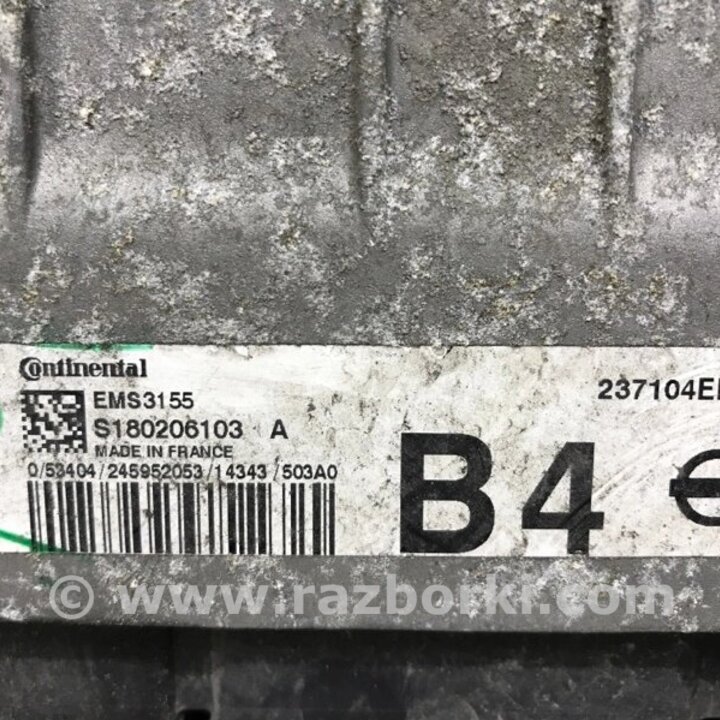 Continental
EMS3155
S180206103 A
MADE IN FRANCE
0/53404/245952053/14343/503A0
237104E
B4
© www.razborki.com